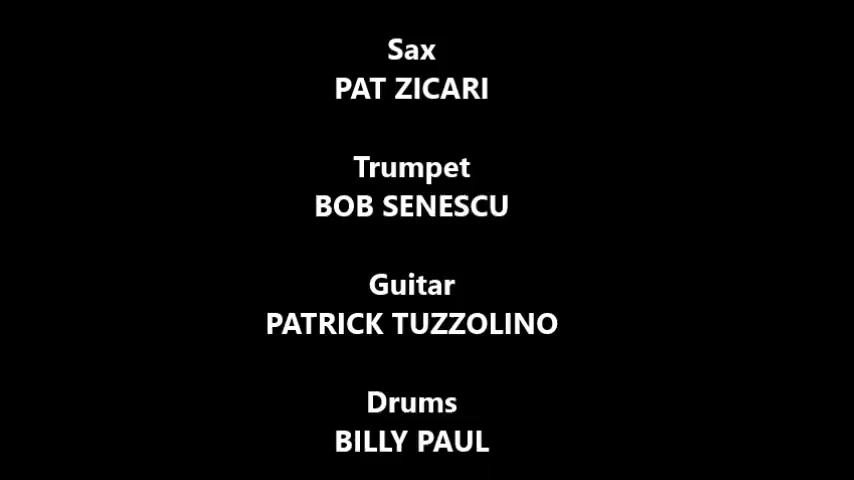 Sax
PAT ZICARI
Trumpet
BOB SENESCU
Guitar
PATRICK TUZZOLINO
Drums
BILLY PAUL